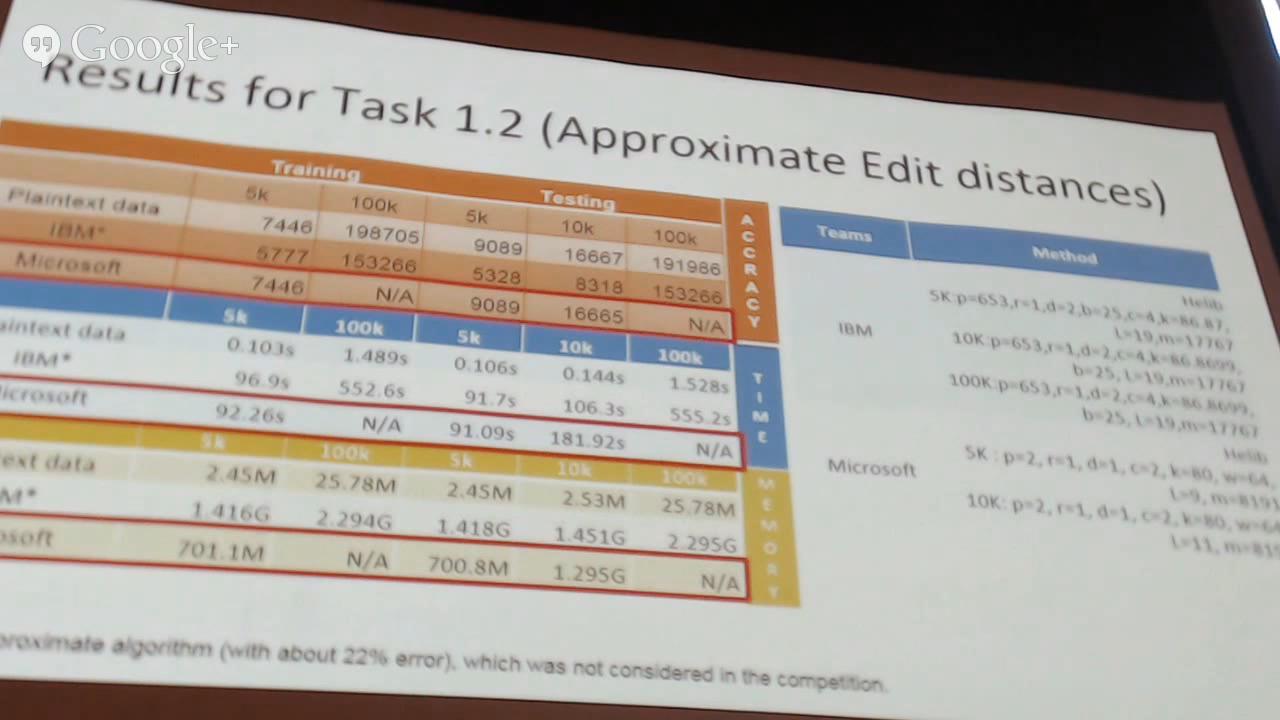 Google+
Results for Task 1.2 (Approximate Edit distances)
Training Testing
Plaintext data 5k 100k 5k 10k 100k
7446 198705 9089 16667 191986
IBM* 5777 153266 5328 8318 153266
Microsoft 7446 N/A 9089 16665 N/A
ACCRACY
5k 100k 5k 10k 100k
aintext data 0.103s 1.489s 0.106s 0.144s 1.528s
IBM* 96.9s 552.6s 91.7s 106.3s 555.2s
icrosoft 92.26s N/A 91.09s 181.92s N/A
TIME
5k 100k 5k 10k 100k
ext data 2.45M 25.78M 2.45M 2.53M 25.78M
M* 1.416G 2.294G 1.418G 1.451G 2.295G
osoft 701.1M N/A 700.8M 1.295G N/A
MEMORY
Teams Method
IBM
Helib
5K:p=653,r=1,d=2,b=25,c=4,k=86.87,
L=19,m=17767
10K:p=653,r=1,d=2,c=4,k=86.8699,
b=25, L=19,m=17767
100K:p=653,r=1,d=2,c=4,k=86.8699,
b=25, L=19,m=17767
Microsoft
Helib
5K : p=2, r=1, d=1, c=2, k=80, w=64,
L=9, m=8191
10K: p=2, r=1, d=1, c=2, k=80, w=64
L=11, m=819
proximate algorithm (with about 22% error), which was not considered in the competition.